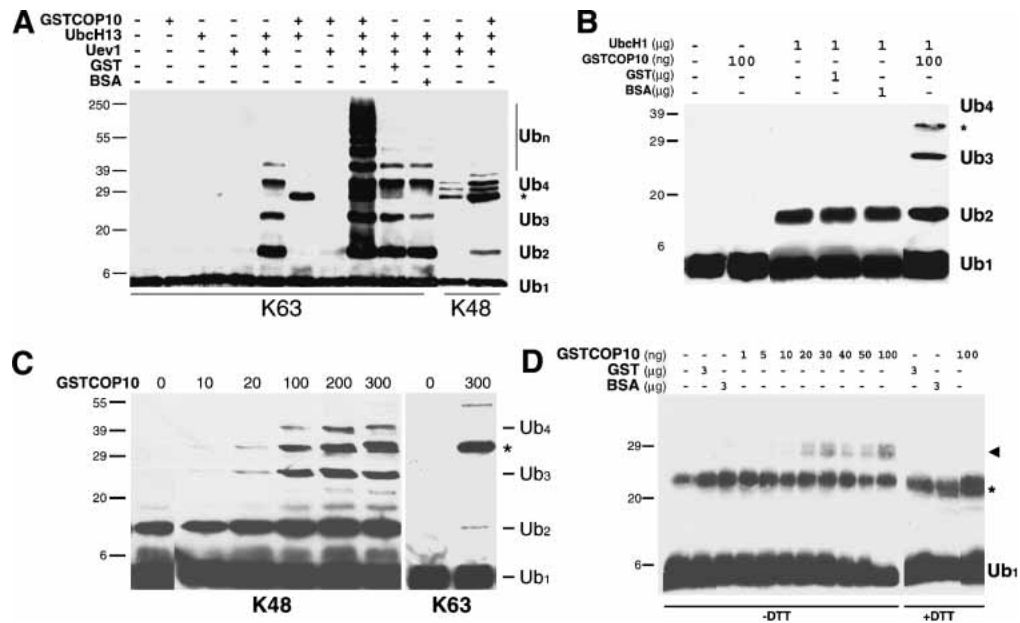 A
GSTCOP10 - + - - - + + + - - - +
UbcH13 - - + - + + - + + + + +
Uev1 - - - + + - + + + + + +
GST - - - - - - - - + - - -
BSA - - - - - - - - - + - -
250
55
39
29
20
6
Ubn
Ub4
*
Ub3
Ub2
Ub1
K63 K48
B
UbcH1 (µg) - - 1 1 1 1
GSTCOP10 (ng) - 100 - - - 100
GST(µg) - - - 1 - -
BSA(µg) - - - - 1 -
39
29
20
6
Ub4
*
Ub3
Ub2
Ub1
C
GSTCOP10 0 10 20 100 200 300 0 300
55
39
29
20
6
Ub4
*
Ub3
Ub2
Ub1
K48 K63
D
GSTCOP10 (ng) - - - 1 5 10 20 30 40 50 100 - - 100
GST (µg) - 3 - - - - - - - - - 3 - -
BSA (µg) - - 3 - - - - - - - - - 3 -
29
20
6
*
Ub1
-DTT +DTT